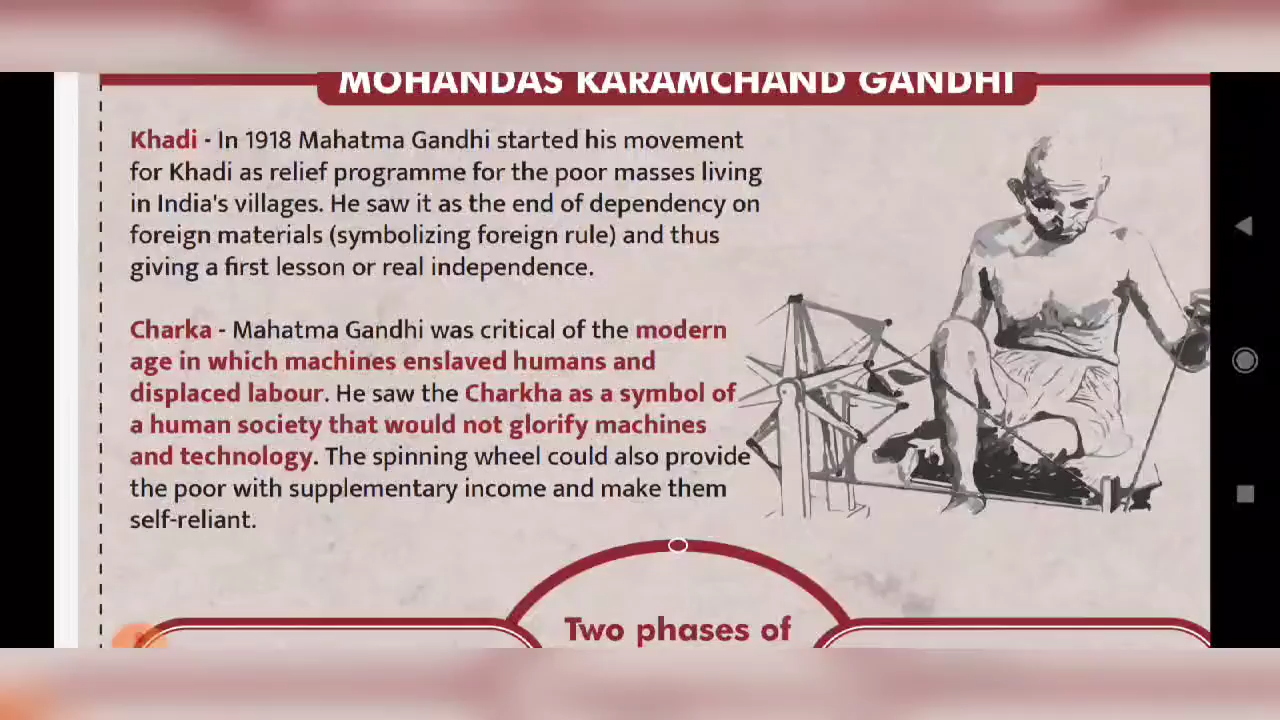 MOHANDAS KARAMCHAND GANDHI
Khadi - In 1918 Mahatma Gandhi started his movement
for Khadi as relief programme for the poor masses living
in India's villages. He saw it as the end of dependency on
foreign materials (symbolizing foreign rule) and thus
giving a first lesson or real independence.
Charka - Mahatma Gandhi was critical of the modern
age in which machines enslaved humans and
displaced labour. He saw the Charkha as a symbol of
a human society that would not glorify machines
and technology. The spinning wheel could also provide
the poor with supplementary income and make them
self-reliant.
Two phases of